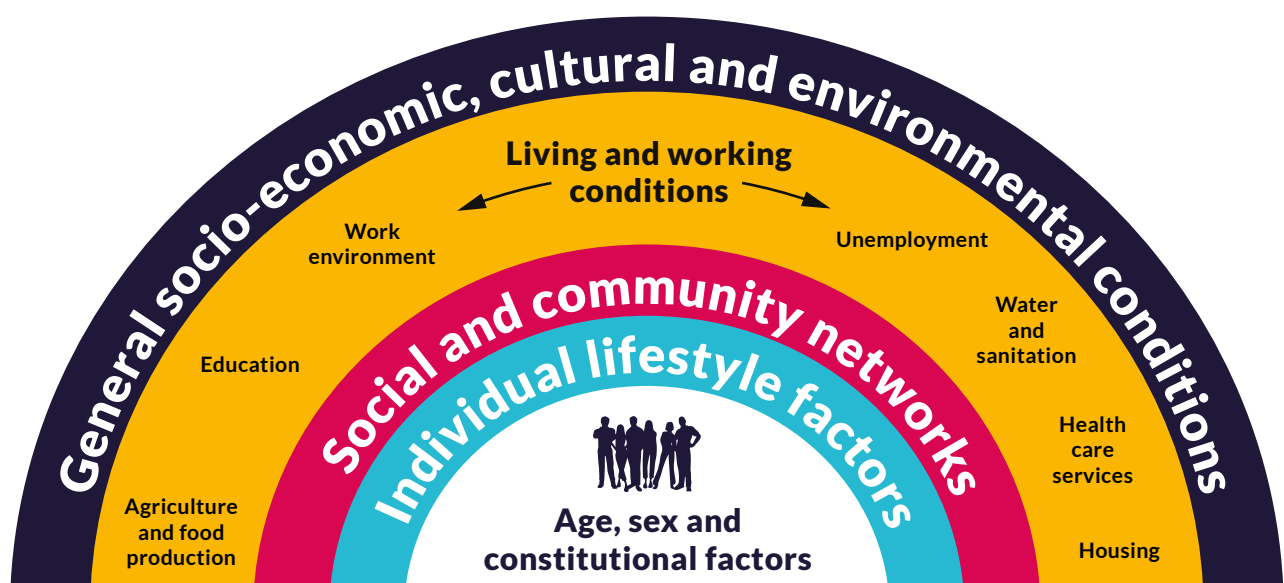 General socio-economic, cultural and environmental conditions
Living and working
conditions
Work
environment
Unemployment
Water
and
sanitation
Education
Health
care
services
Agriculture
and food
production
Housing
Social and community networks
Individual lifestyle factors
Age, sex and
constitutional factors